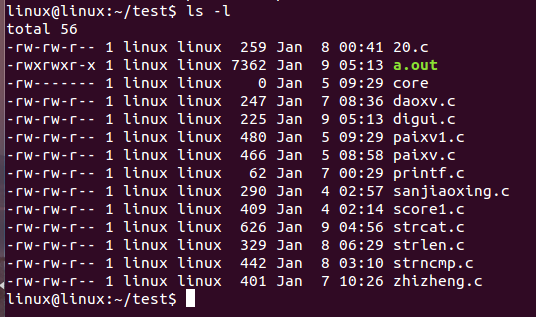 linux@linux:~/test$ ls -l
total 56
-rw-rw-r-- 1 linux linux  259 Jan  8 00:41 20.c
-rwxrwxr-x 1 linux linux 7362 Jan  9 05:13 a.out
-rw------- 1 linux linux    0 Jan  5 09:29 core
-rw-rw-r-- 1 linux linux  247 Jan  7 08:36 daoxv.c
-rw-rw-r-- 1 linux linux  225 Jan  9 05:13 digui.c
-rw-rw-r-- 1 linux linux  480 Jan  5 09:29 paixv1.c
-rw-rw-r-- 1 linux linux  466 Jan  5 08:58 paixv.c
-rw-rw-r-- 1 linux linux   62 Jan  7 00:29 printf.c
-rw-rw-r-- 1 linux linux  290 Jan  4 02:57 sanjiaoxing.c
-rw-rw-r-- 1 linux linux  409 Jan  4 02:14 score1.c
-rw-rw-r-- 1 linux linux  626 Jan  9 04:56 strcat.c
-rw-rw-r-- 1 linux linux  329 Jan  8 06:29 strlen.c
-rw-rw-r-- 1 linux linux  442 Jan  8 03:10 strncmp.c
-rw-rw-r-- 1 linux linux  401 Jan  7 10:26 zhizheng.c
linux@linux:~/test$